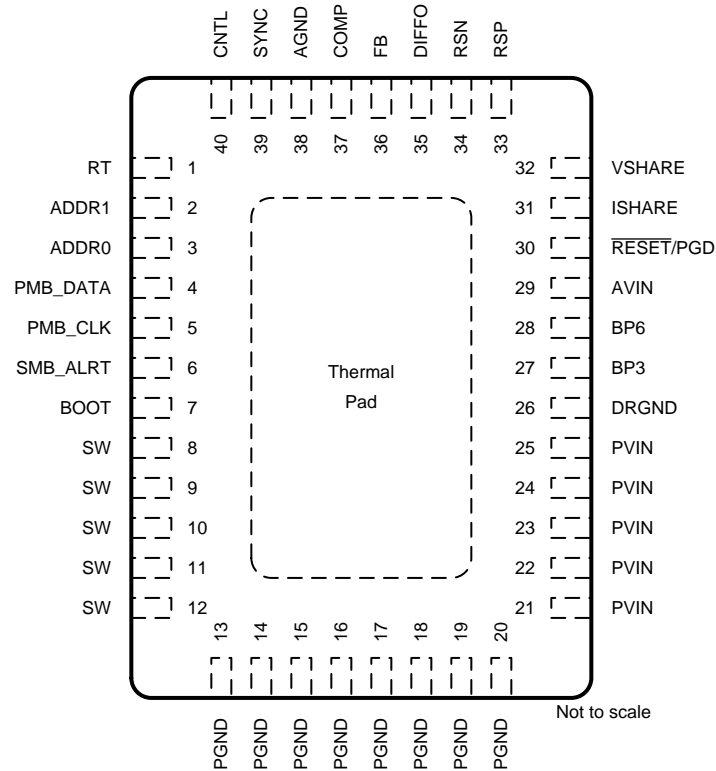 CNTL SYNC AGND COMP FB DIFFO RSN RSP
40 39 38 37 36 35 34 33
RT 1 32 VSHARE
ADDR1 2 31 ISHARE
ADDR0 3 30 RESET/PGD
PMB_DATA 4 29 AVIN
PMB_CLK 5 28 BP6
SMB_ALRT 6 27 BP3
Thermal
Pad
BOOT 7 26 DRGND
SW 8 25 PVIN
SW 9 24 PVIN
SW 10 23 PVIN
SW 11 22 PVIN
SW 12 21 PVIN
13 14 15 16 17 18 19 20
PGND PGND PGND PGND PGND PGND PGND PGND
Not to scale